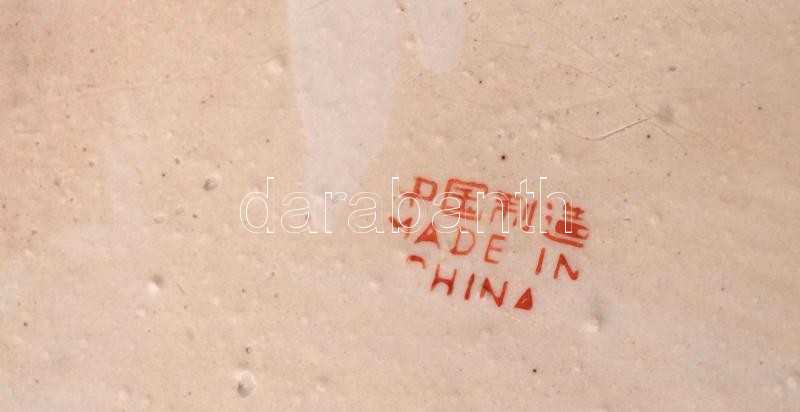 中国制造
MADE IN
CHINA
darabanth